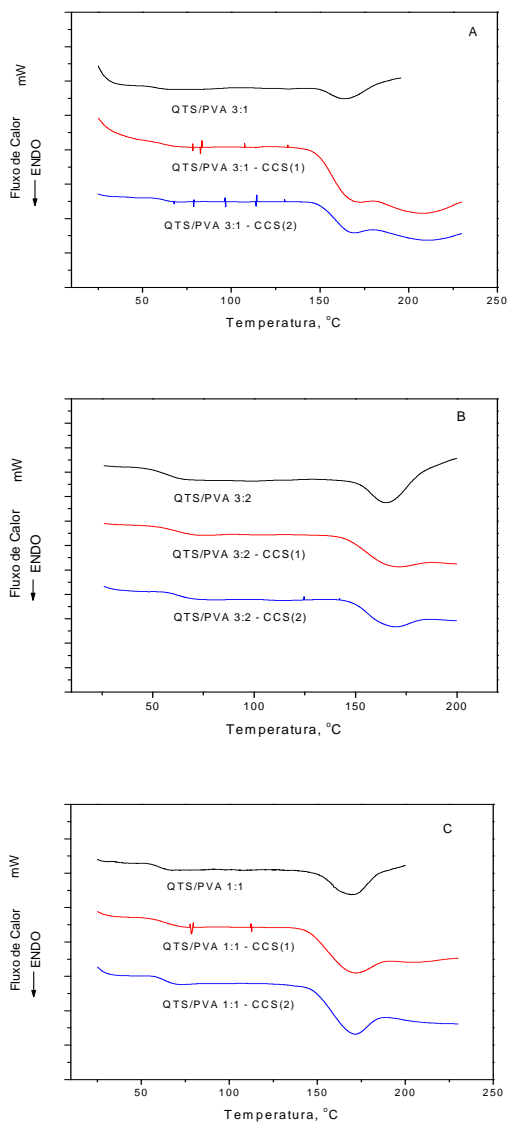 A
mW
Fluxo de Calor
ENDO
QTS/PVA 3:1
QTS/PVA 3:1 - CCS(1)
QTS/PVA 3:1 - CCS(2)
50 100 150 200 250
Temperatura, °C
B
mW
Fluxo de Calor
ENDO
QTS/PVA 3:2
QTS/PVA 3:2 - CCS(1)
QTS/PVA 3:2 - CCS(2)
50 100 150 200
Temperatura, °C
C
mW
Fluxo de Calor
ENDO
QTS/PVA 1:1
QTS/PVA 1:1 - CCS(1)
QTS/PVA 1:1 - CCS(2)
50 100 150 200 250
Temperatura, °C